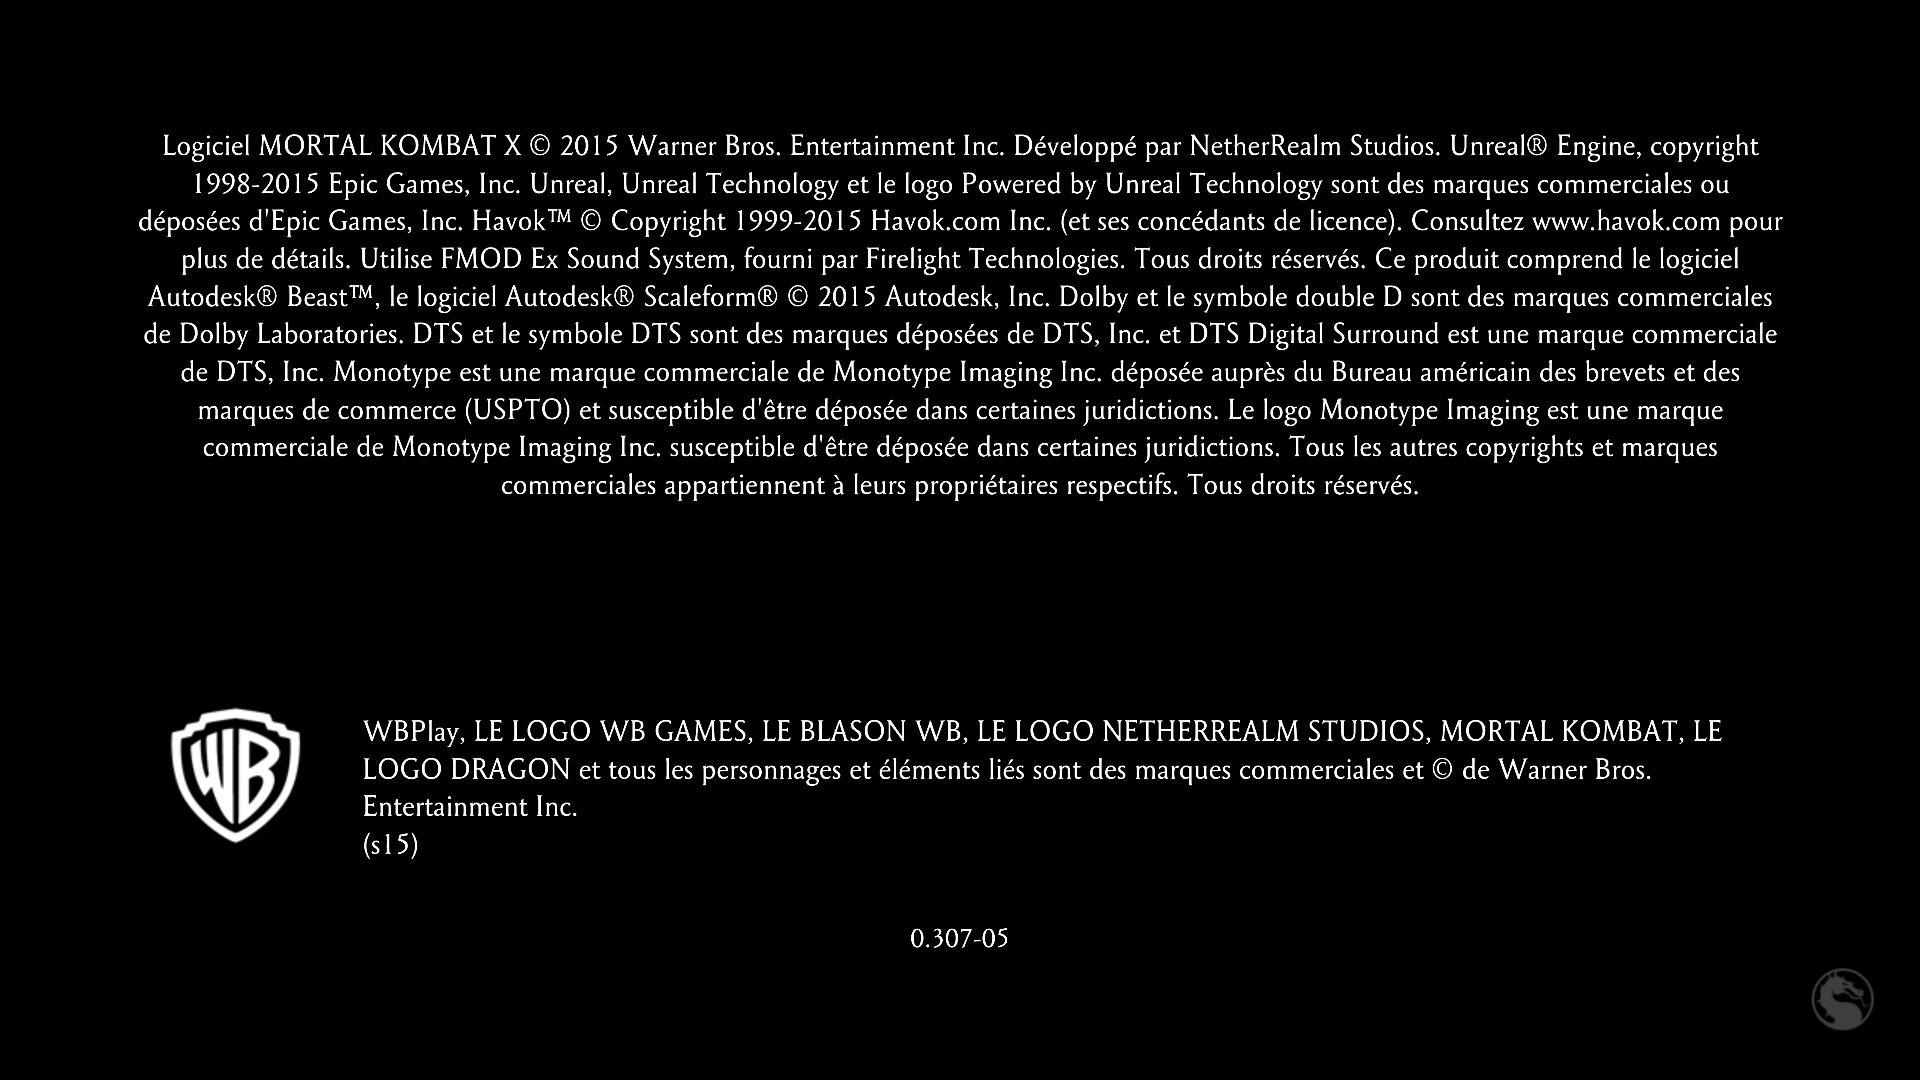 Logiciel MORTAL KOMBAT X © 2015 Warner Bros. Entertainment Inc. Développé par NetherRealm Studios. Unreal® Engine, copyright
1998-2015 Epic Games, Inc. Unreal, Unreal Technology et le logo Powered by Unreal Technology sont des marques commerciales ou
déposées d'Epic Games, Inc. Havok™ © Copyright 1999-2015 Havok.com Inc. (et ses concédants de licence). Consultez www.havok.com pour
plus de détails. Utilise FMOD Ex Sound System, fourni par Firelight Technologies. Tous droits réservés. Ce produit comprend le logiciel
Autodesk® Beast™, le logiciel Autodesk® Scaleform® © 2015 Autodesk, Inc. Dolby et le symbole double D sont des marques commerciales
de Dolby Laboratories. DTS et le symbole DTS sont des marques déposées de DTS, Inc. et DTS Digital Surround est une marque commerciale
de DTS, Inc. Monotype est une marque commerciale de Monotype Imaging Inc. déposée auprès du Bureau américain des brevets et des
marques de commerce (USPTO) et susceptible d'être déposée dans certaines juridictions. Le logo Monotype Imaging est une marque
commerciale de Monotype Imaging Inc. susceptible d'être déposée dans certaines juridictions. Tous les autres copyrights et marques
commerciales appartiennent à leurs propriétaires respectifs. Tous droits réservés.
WB
WBPlay, LE LOGO WB GAMES, LE BLASON WB, LE LOGO NETHERREALM STUDIOS, MORTAL KOMBAT, LE
LOGO DRAGON et tous les personnages et éléments liés sont des marques commerciales et © de Warner Bros.
Entertainment Inc.
(s15)
0.307-05